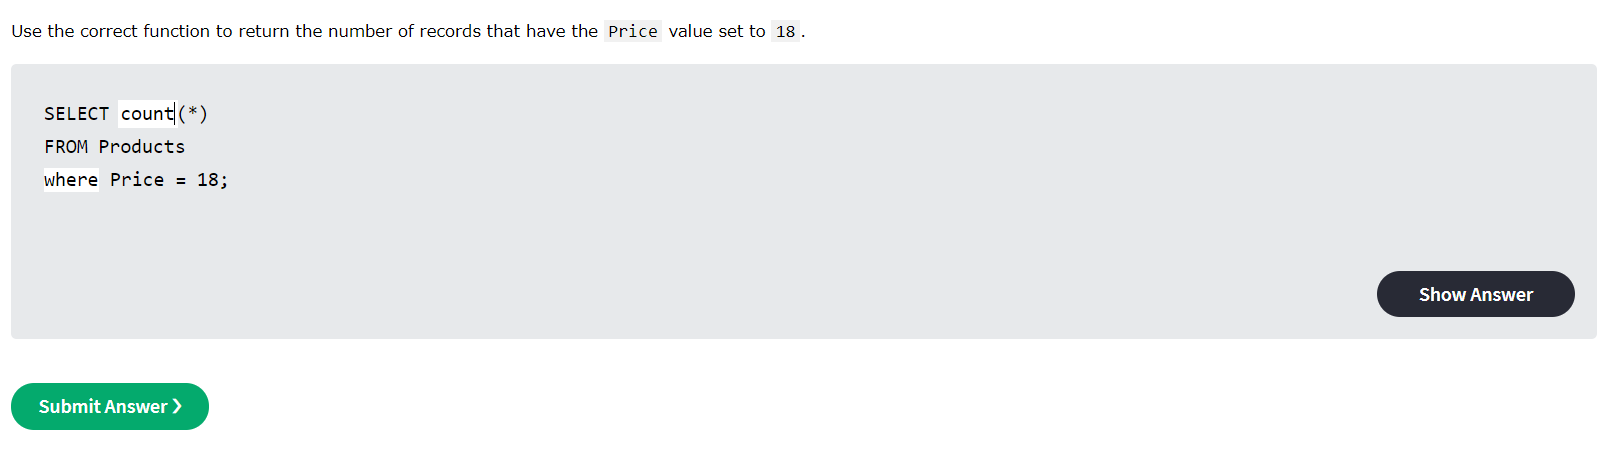 Use the correct function to return the number of records that have the Price value set to 18.
SELECT count(*)
FROM Products
where Price = 18;
Show Answer
Submit Answer ❯